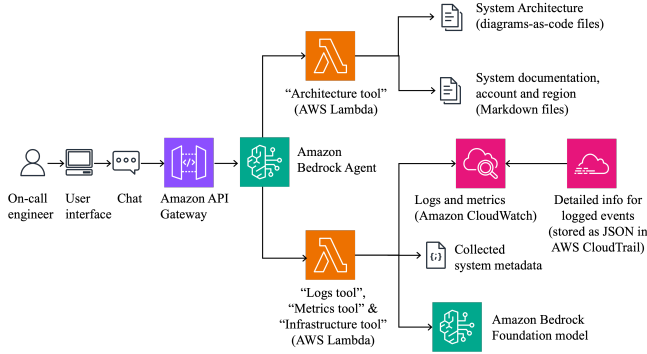 System Architecture
(diagrams-as-code files)
“Architecture tool”
(AWS Lambda)
System documentation,
account and region
(Markdown files)
On-call
engineer
User
interface
Chat
Amazon API
Gateway
Amazon
Bedrock Agent
Logs and metrics
(Amazon CloudWatch)
Detailed info for
logged events
(stored as JSON in
AWS CloudTrail)
Collected
system metadata
“Logs tool”,
“Metrics tool” &
“Infrastructure tool”
(AWS Lambda)
Amazon Bedrock
Foundation model